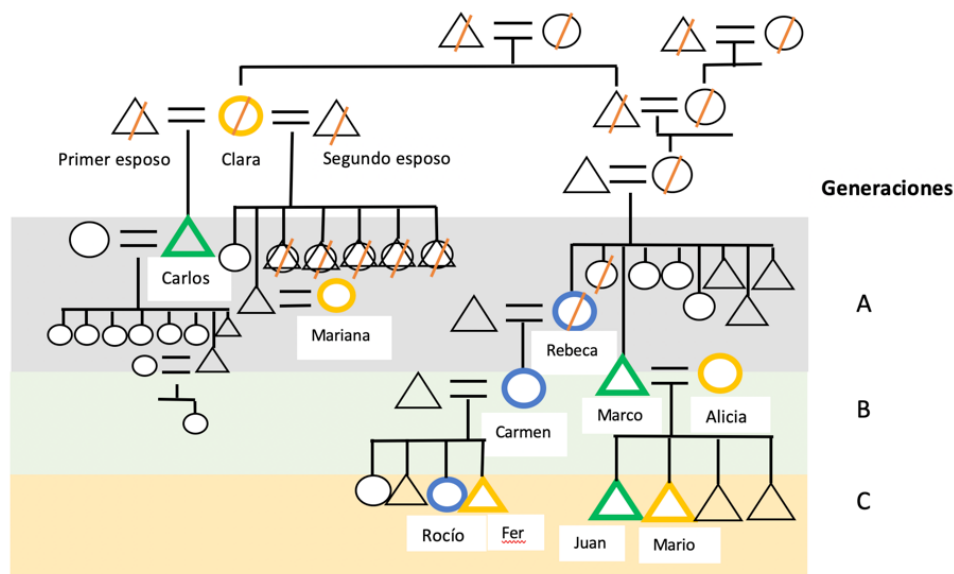 Primer esposo
Clara
Segundo esposo
Generaciones
Carlos
Mariana
A
Rebeca
Marco
Alicia
B
Carmen
Rocío
Fer
Juan
Mario
C